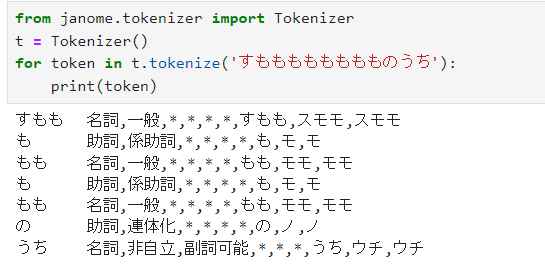 from janome.tokenizer import Tokenizer
t = Tokenizer()
for token in t.tokenize('すもももももももものうち'):
    print(token)
すもも	名詞,一般,*,*,*,*,すもも,スモモ,スモモ
も	助詞,係助詞,*,*,*,*,も,モ,モ
もも	名詞,一般,*,*,*,*,もも,モモ,モモ
も	助詞,係助詞,*,*,*,*,も,モ,モ
もも	名詞,一般,*,*,*,*,もも,モモ,モモ
の	助詞,連体化,*,*,*,*,の,ノ,ノ
うち	名詞,非自立,副詞可能,*,*,*,うち,ウチ,ウチ